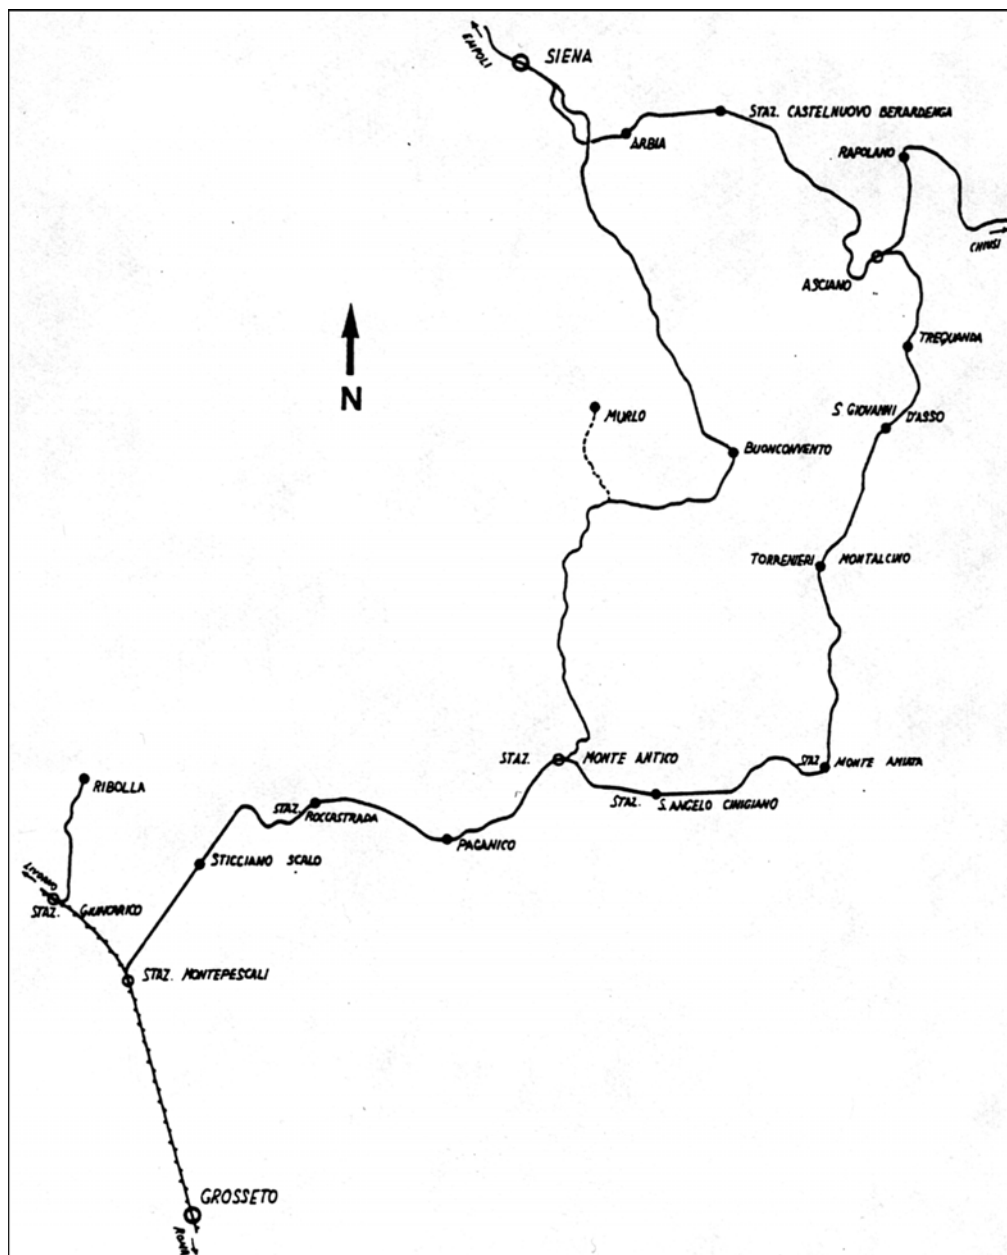 EMPOLI
SIENA
STAZ. CASTELNUOVO BERARDENGA
ARBIA
RAPOLANO
CHIUSI
ASCIANO
TREQUANDA
S GIOVANNI
D'ASSO
N
MURLO
BUONCONVENTO
TORRENIERI MONTALCINO
STAZ. MONTE ANTICO
STAZ MONTE AMIATA
RIBOLLA
STAZ. S. ANGELO CINIGIANO
STAZ. ROCCASTRADA
PAGANICO
STICCIANO SCALO
LIVORNO
STAZ. GIUNCARICO
STAZ. MONTEPESCALI
GROSSETO
ROMA